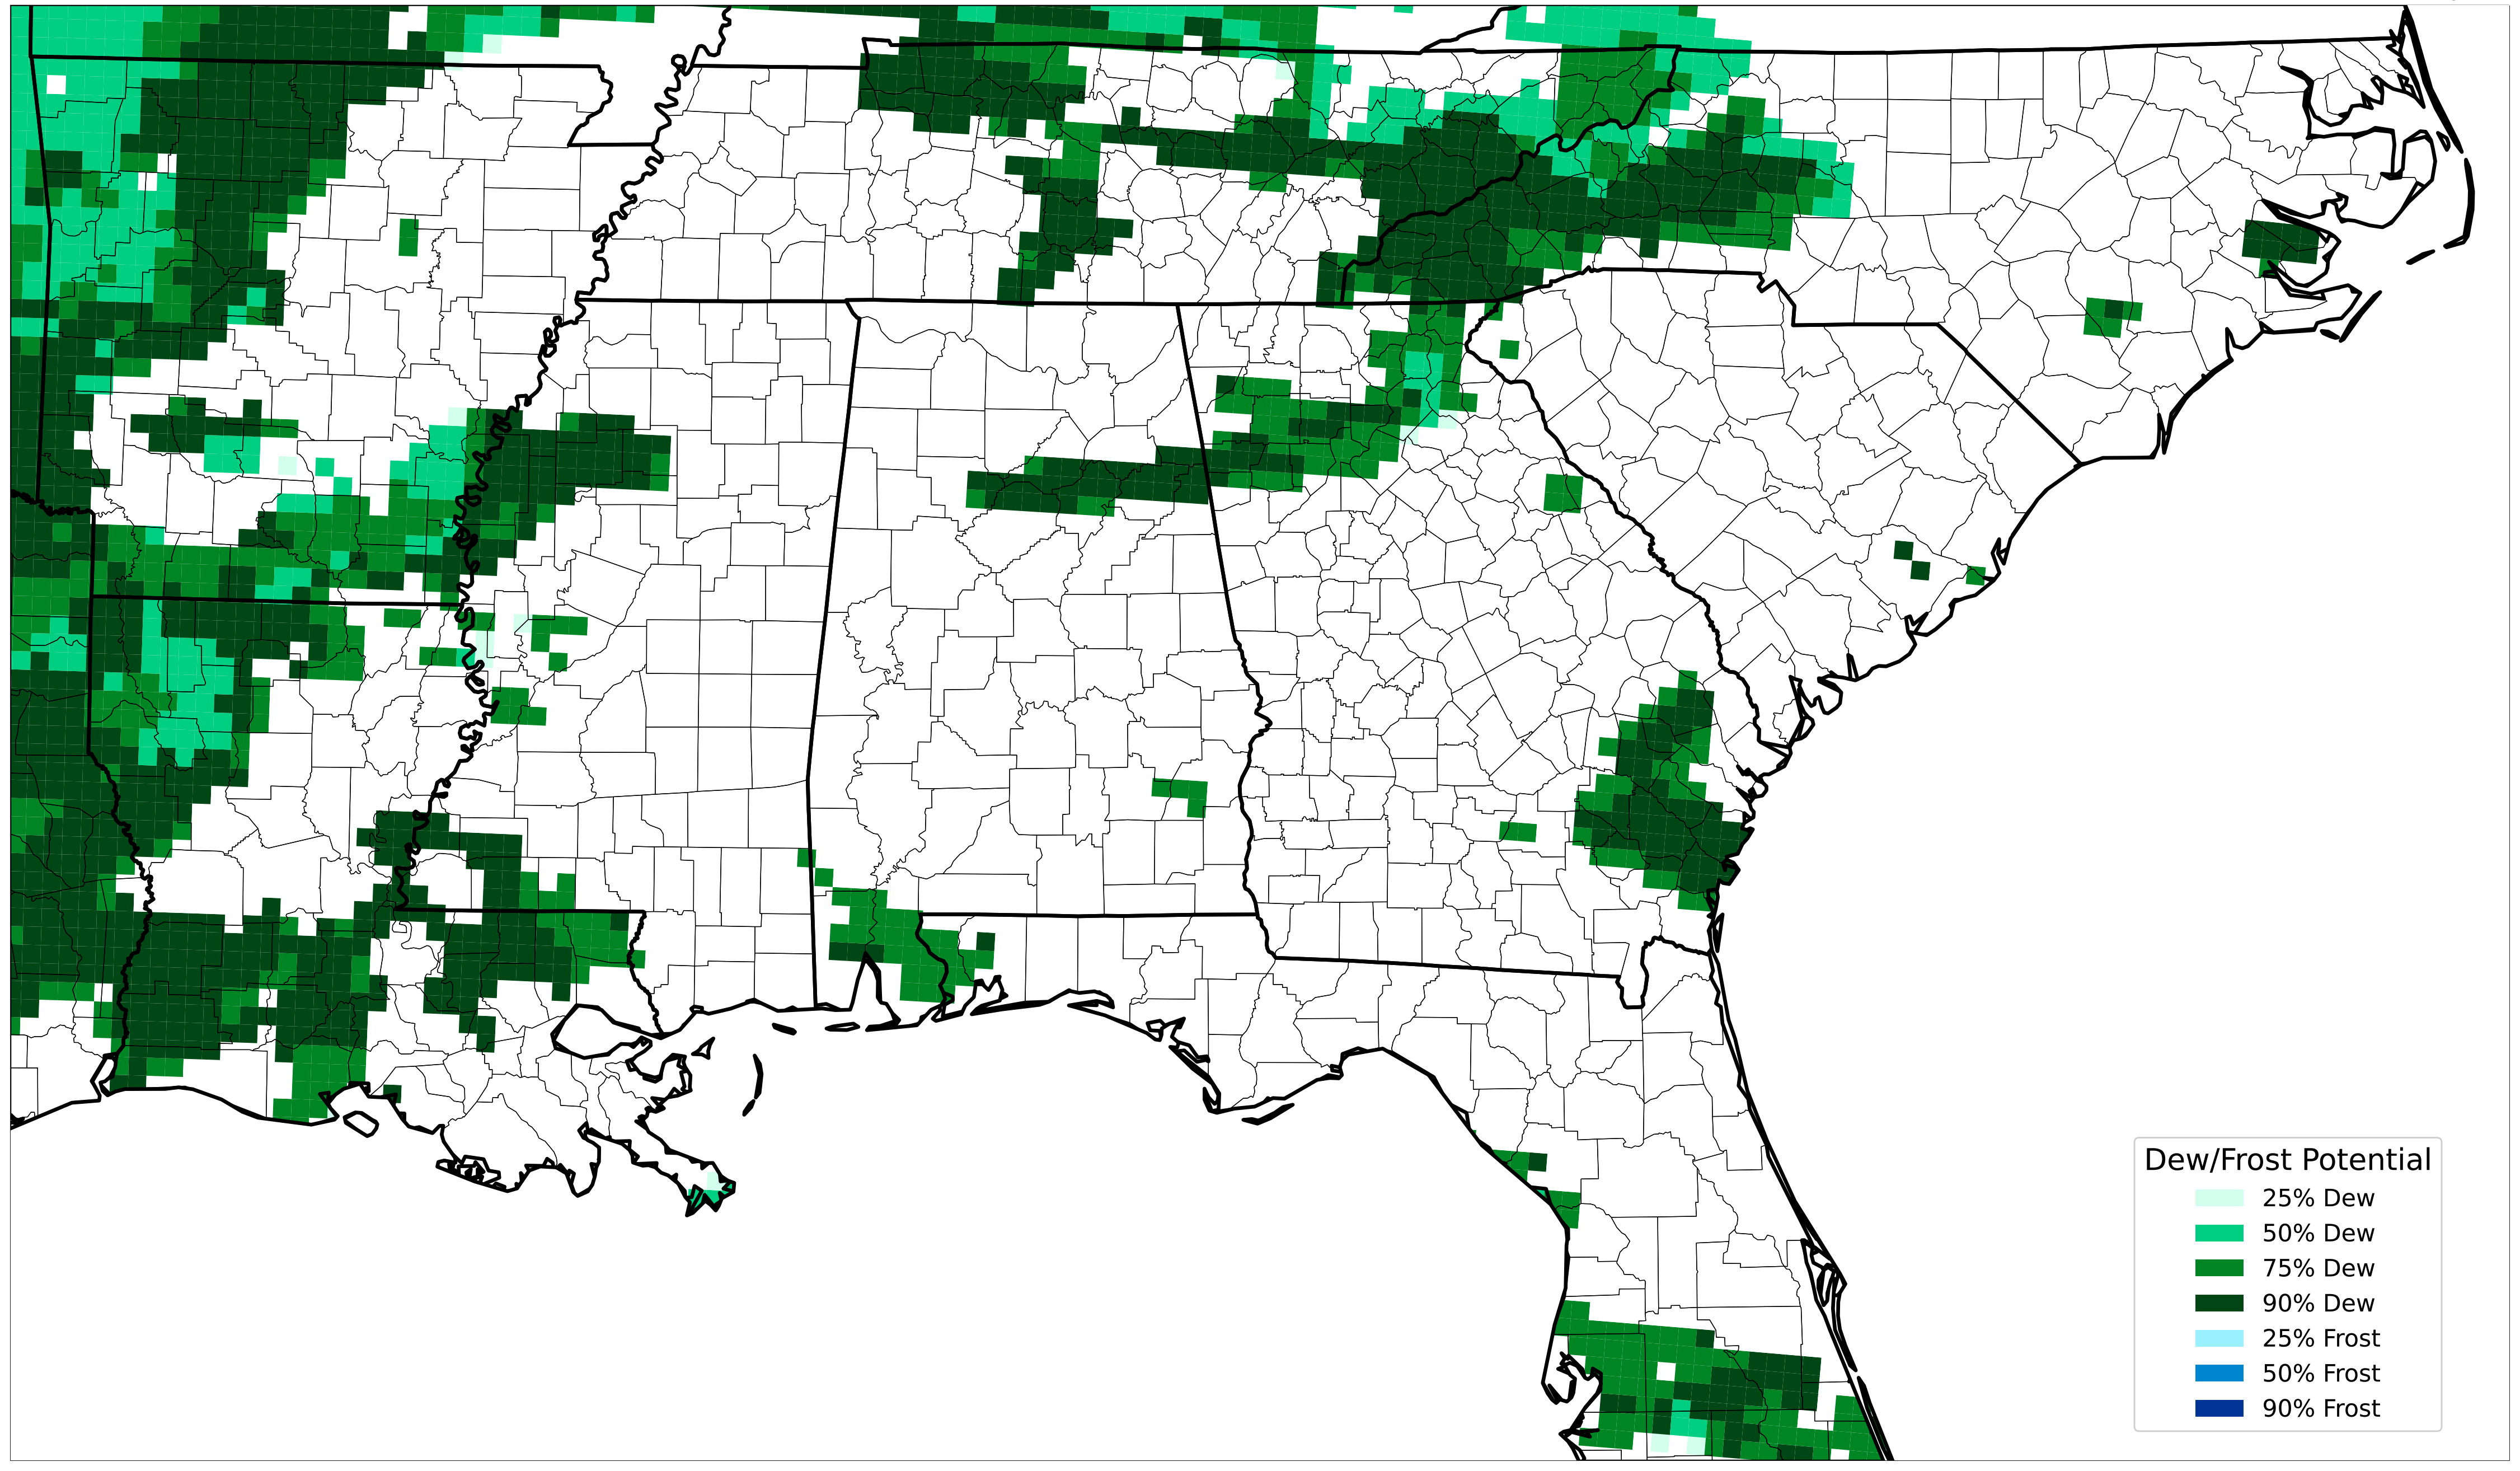 Dew/Frost Potential
25% Dew
50% Dew
75% Dew
90% Dew
25% Frost
50% Frost
90% Frost